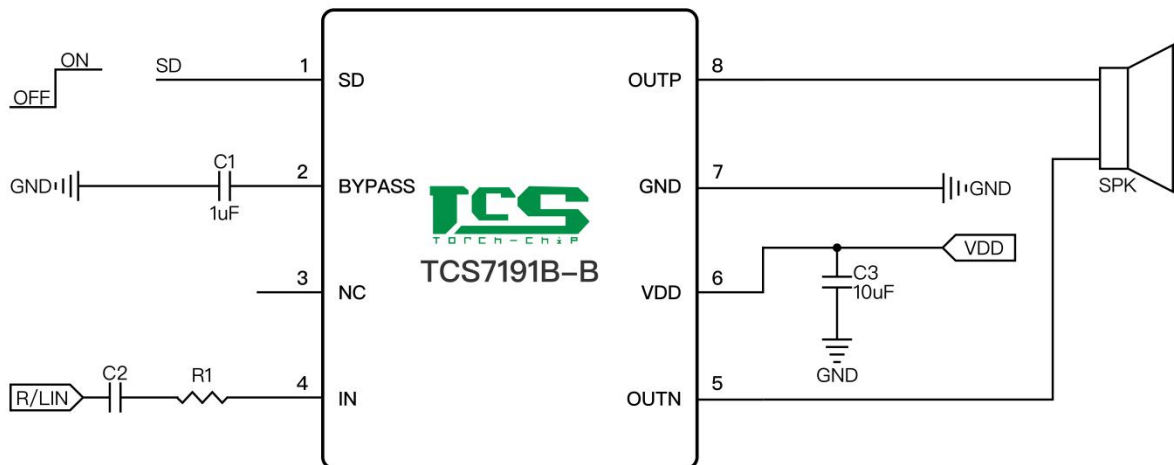 ON
OFF
SD
1
SD
GND
C1
1uF
2
BYPASS
3
NC
R/LIN
C2
R1
4
IN
TCS
TORCH-CHIP
TCS7191B-B
OUTP
8
GND
7
GND
VDD
6
C3
10uF
GND
VDD
OUTN
5
SPK